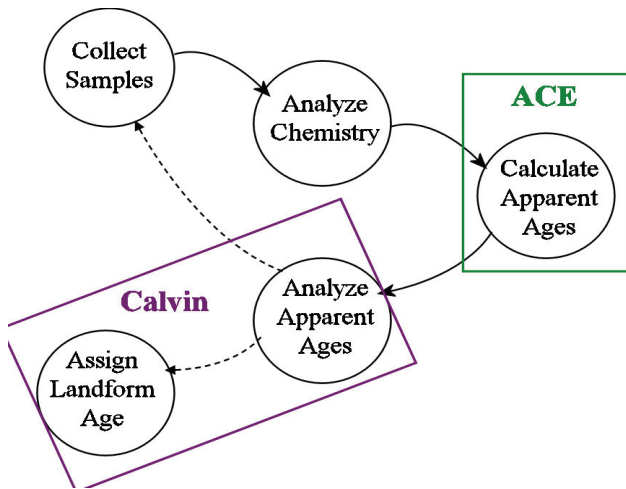 Collect
Samples
Analyze
Chemistry
ACE
Calculate
Apparent
Ages
Calvin
Analyze
Apparent
Ages
Assign
Landform
Age